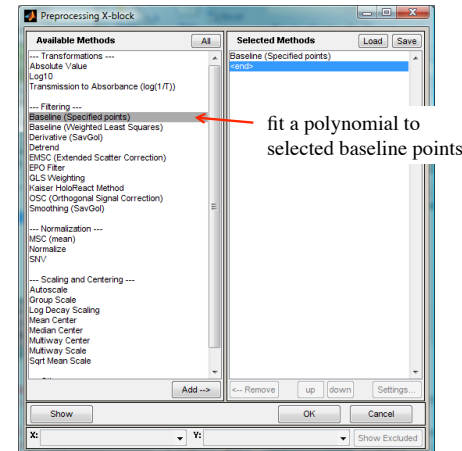 Preprocessing X-block
Available Methods
All
--- Transformations ---
Absolute Value
Log10
Transmission to Absorbance (log(1/T))
--- Filtering ---
Baseline (Specified points)
Baseline (Weighted Least Squares)
Derivative (SavGol)
Detrend
EMSC (Extended Scatter Correction)
EPO Filter
GLS Weighting
Kaiser HoloReact Method
OSC (Orthogonal Signal Correction)
Smoothing (SavGol)
--- Normalization ---
MSC (mean)
Normalize
SNV
--- Scaling and Centering ---
Autoscale
Group Scale
Log Decay Scaling
Mean Center
Median Center
Multiway Center
Multiway Scale
Sqrt Mean Scale
Add -->
Selected Methods
Load Save
Baseline (Specified points)
<end>
fit a polynomial to
selected baseline points
<-- Remove up down Settings...
Show OK Cancel
X: Y: Show Excluded